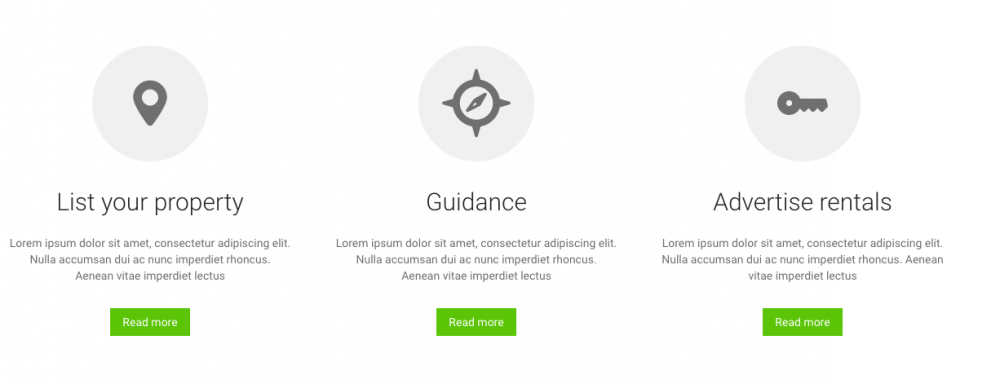 List your property
Lorem ipsum dolor sit amet, consectetur adipiscing elit.
Nulla accumsan dui ac nunc imperdiet rhoncus.
Aenean vitae imperdiet lectus
Read more
Guidance
Lorem ipsum dolor sit amet, consectetur adipiscing elit.
Nulla accumsan dui ac nunc imperdiet rhoncus.
Aenean vitae imperdiet lectus
Read more
Advertise rentals
Lorem ipsum dolor sit amet, consectetur adipiscing elit.
Nulla accumsan dui ac nunc imperdiet rhoncus. Aenean
vitae imperdiet lectus
Read more